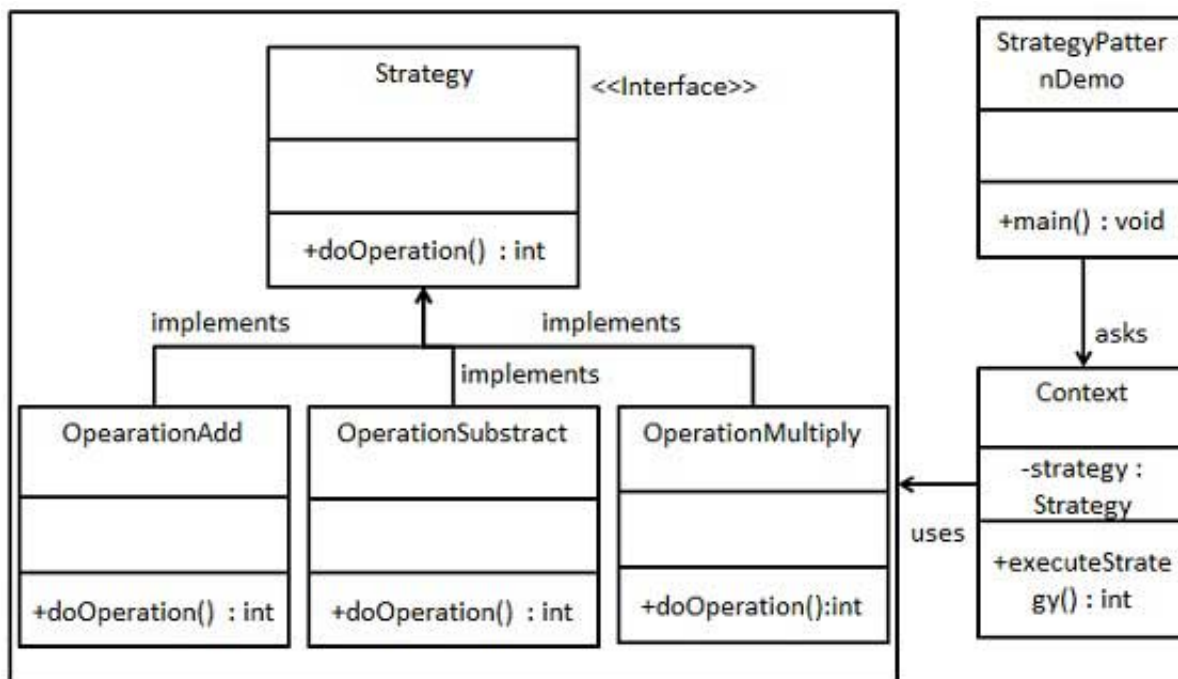 Strategy
<<Interface>>
+doOperation() : int
implements
implements
implements
OpearationAdd
+doOperation() : int
OperationSubstract
+doOperation() : int
OperationMultiply
+doOperation():int
StrategyPatter
nDemo
+main() : void
asks
Context
-strategy :
Strategy
+executeStrate
gy() : int
uses